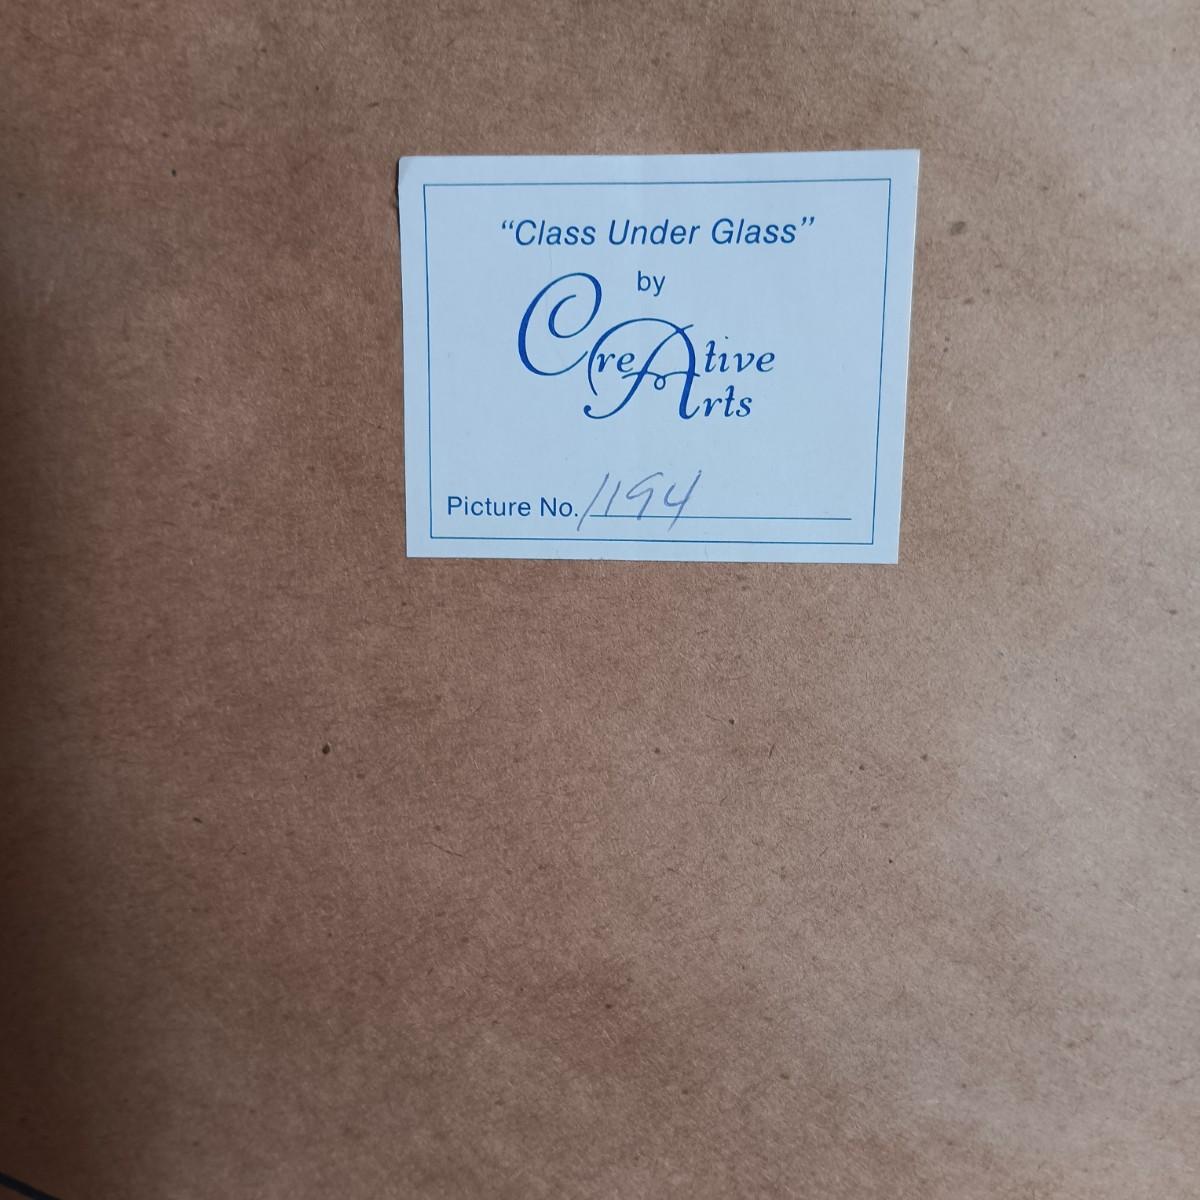 “Class Under Glass”
by
CreAtive
Arts
Picture No. 1194